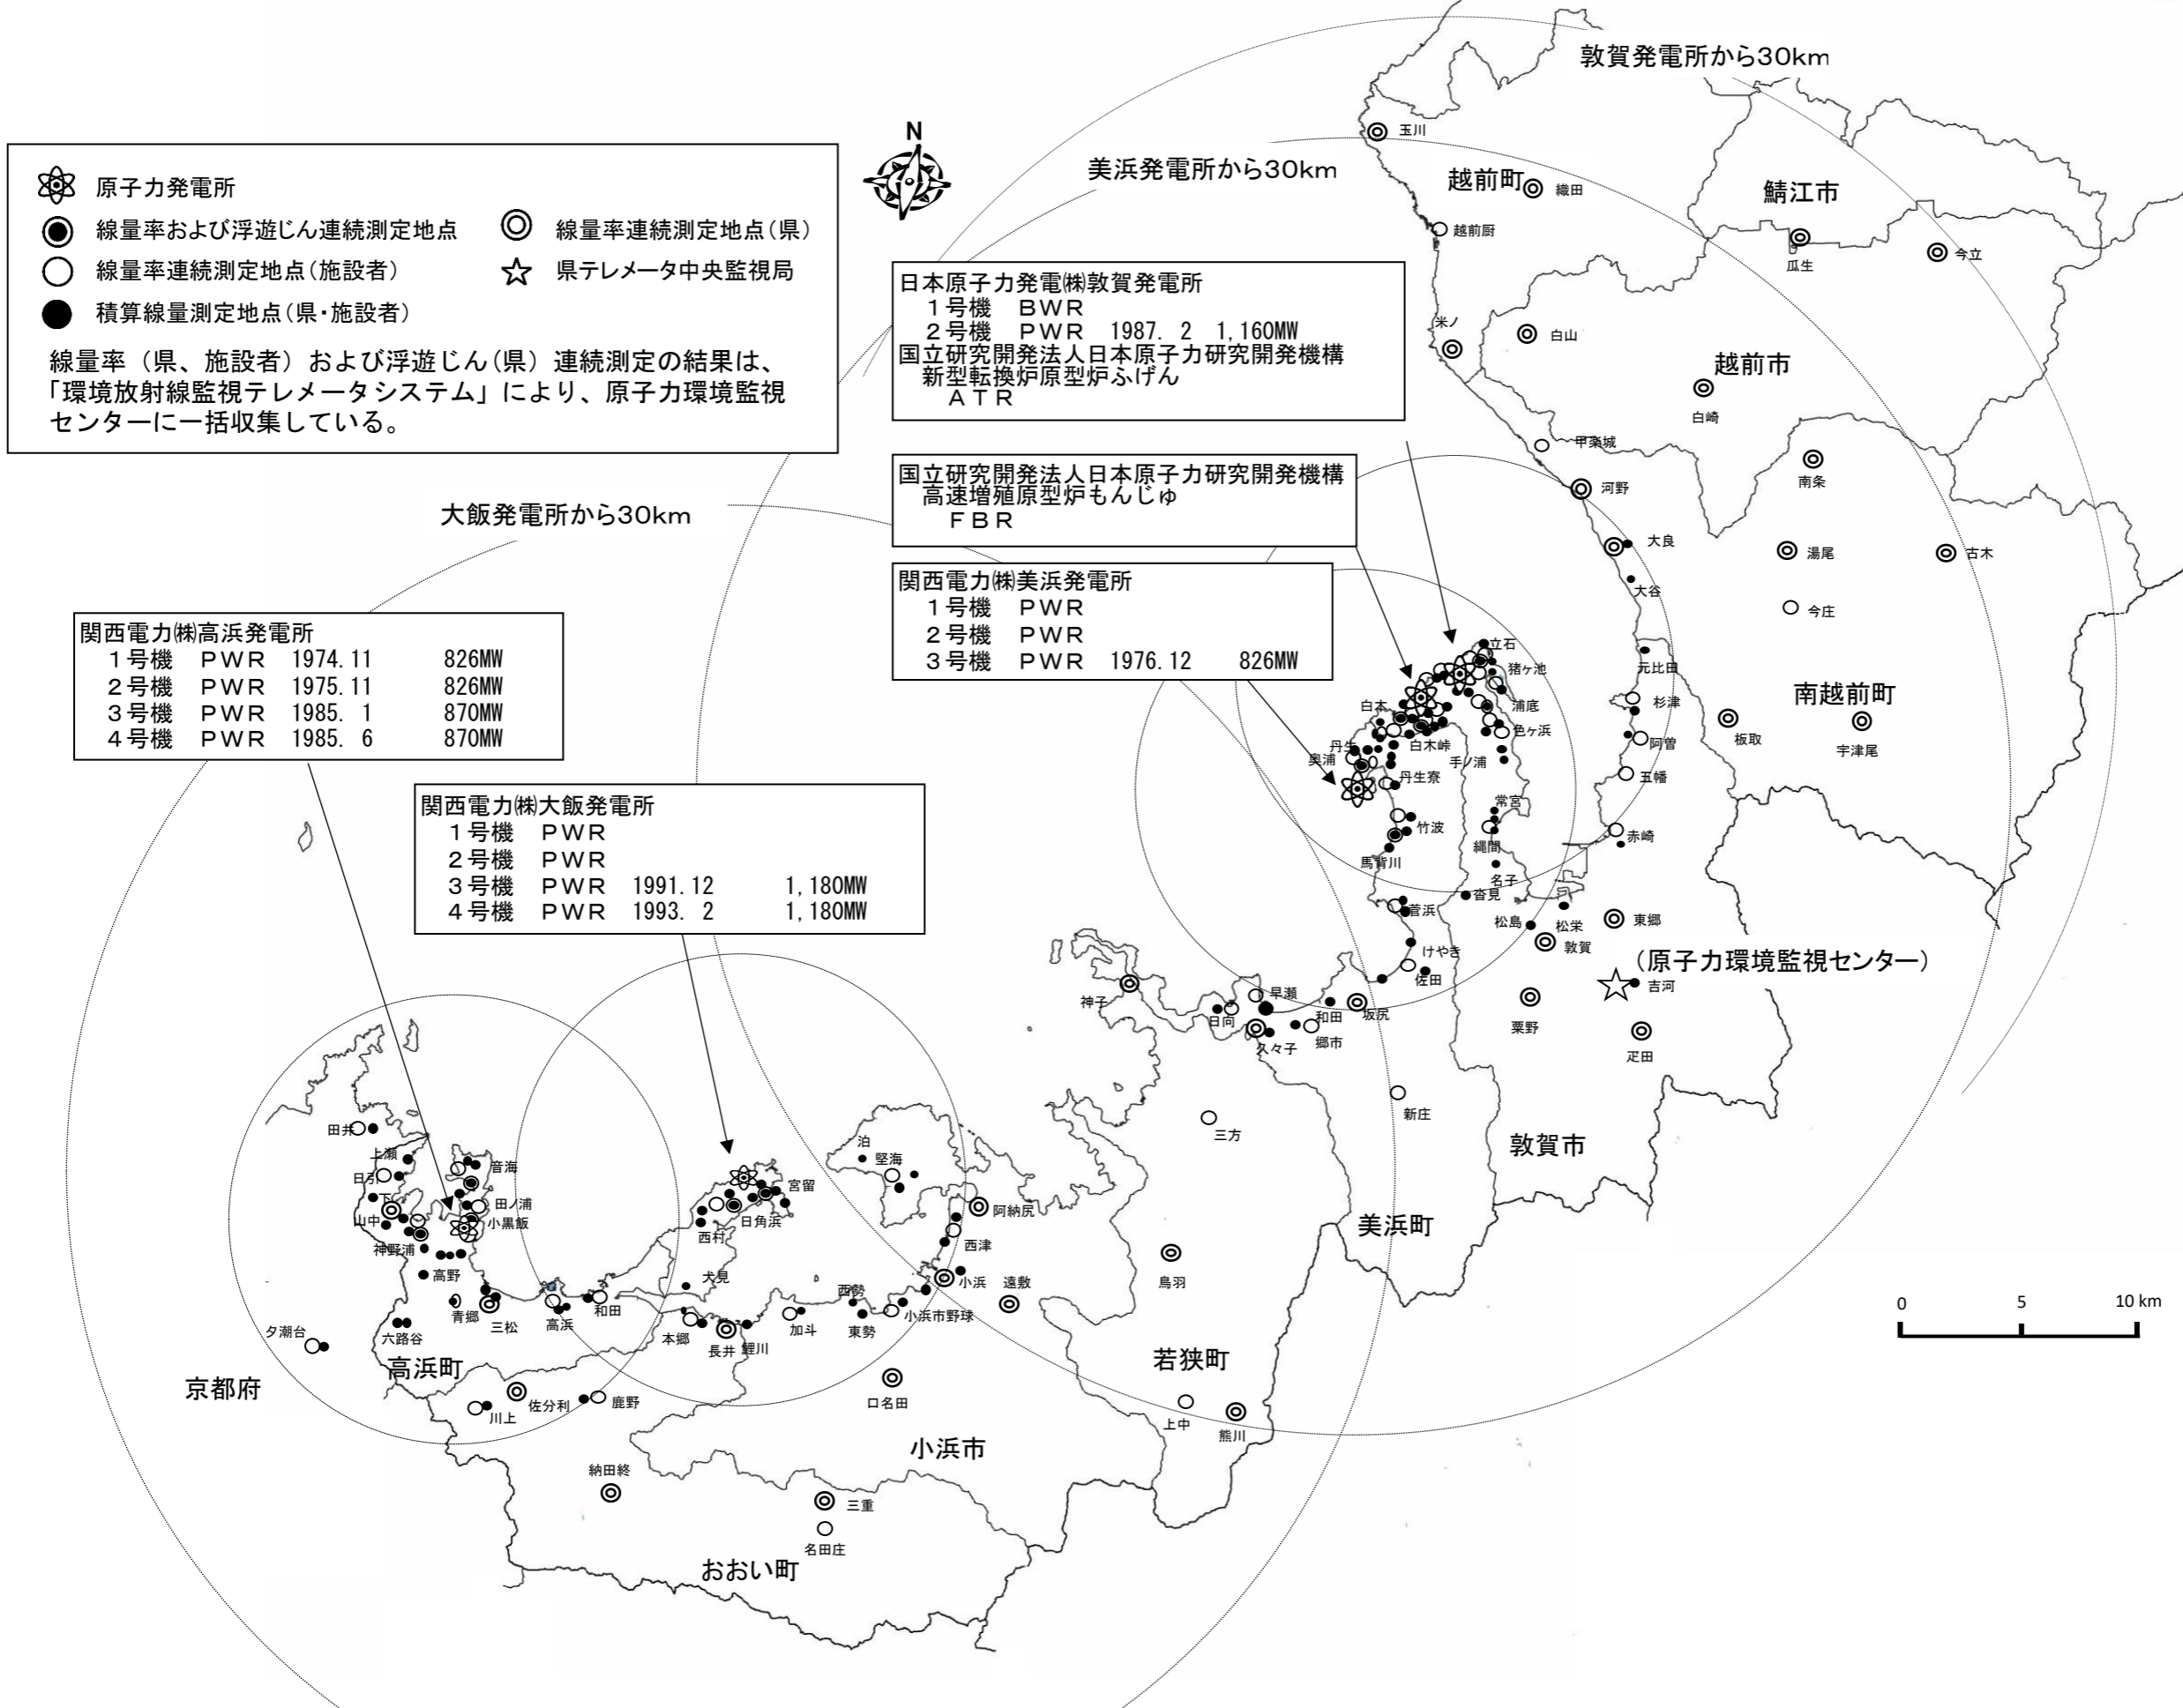 敦賀発電所から30km
美浜発電所から30km
大飯発電所から30km
N
原子力発電所
線量率および浮遊じん連続測定地点
線量率連続測定地点(県)
線量率連続測定地点(施設者)
県テレメータ中央監視局
積算線量測定地点(県・施設者)
線量率（県、施設者）および浮遊じん(県）連続測定の結果は、
「環境放射線監視テレメータシステム」により、原子力環境監視
センターに一括収集している。
日本原子力発電㈱敦賀発電所
1号機 BWR
2号機 PWR 1987. 2 1,160MW
国立研究開発法人日本原子力研究開発機構
新型転換炉原型炉ふげん
ATR
国立研究開発法人日本原子力研究開発機構
高速増殖原型炉もんじゅ
FBR
関西電力㈱美浜発電所
1号機 PWR
2号機 PWR
3号機 PWR 1976.12 826MW
関西電力㈱高浜発電所
1号機 PWR 1974.11 826MW
2号機 PWR 1975.11 826MW
3号機 PWR 1985. 1 870MW
4号機 PWR 1985. 6 870MW
関西電力㈱大飯発電所
1号機 PWR
2号機 PWR
3号機 PWR 1991.12 1,180MW
4号機 PWR 1993. 2 1,180MW
玉川
越前町
織田
鯖江市
越前厨
瓜生
今立
米ノ
白山
越前市
白崎
甲楽城
南条
河野
大良
湯尾
古木
大谷
今庄
立石
猪ヶ池
元比田
南越前町
白木
浦底
杉津
色ヶ浜
白木峠
丹生
奥浦
手ノ浦
阿曽
板取
宇津尾
丹生寮
五幡
常宮
竹波
赤崎
縄間
馬背川
名子
沓見
菅浜
松島
松栄
東郷
敦賀
けやき
佐田
(原子力環境監視センター)
吉河
神子
早瀬
日向
和田
坂尻
粟野
久々子
郷市
疋田
新庄
三方
敦賀市
田井
上瀬
音海
日引
下
田ノ浦
山中
小黒飯
神野浦
高野
泊
堅海
宮留
日角浜
西村
阿納尻
西津
美浜町
鳥羽
犬見
小浜
遠敷
西勢
小浜市野球
東勢
加斗
青郷
三松
高浜
和田
本郷
長井
鯉川
六路谷
夕潮台
高浜町
京都府
若狭町
佐分利
鹿野
川上
口名田
上中
熊川
小浜市
納田終
三重
名田庄
おおい町
0 5 10 km